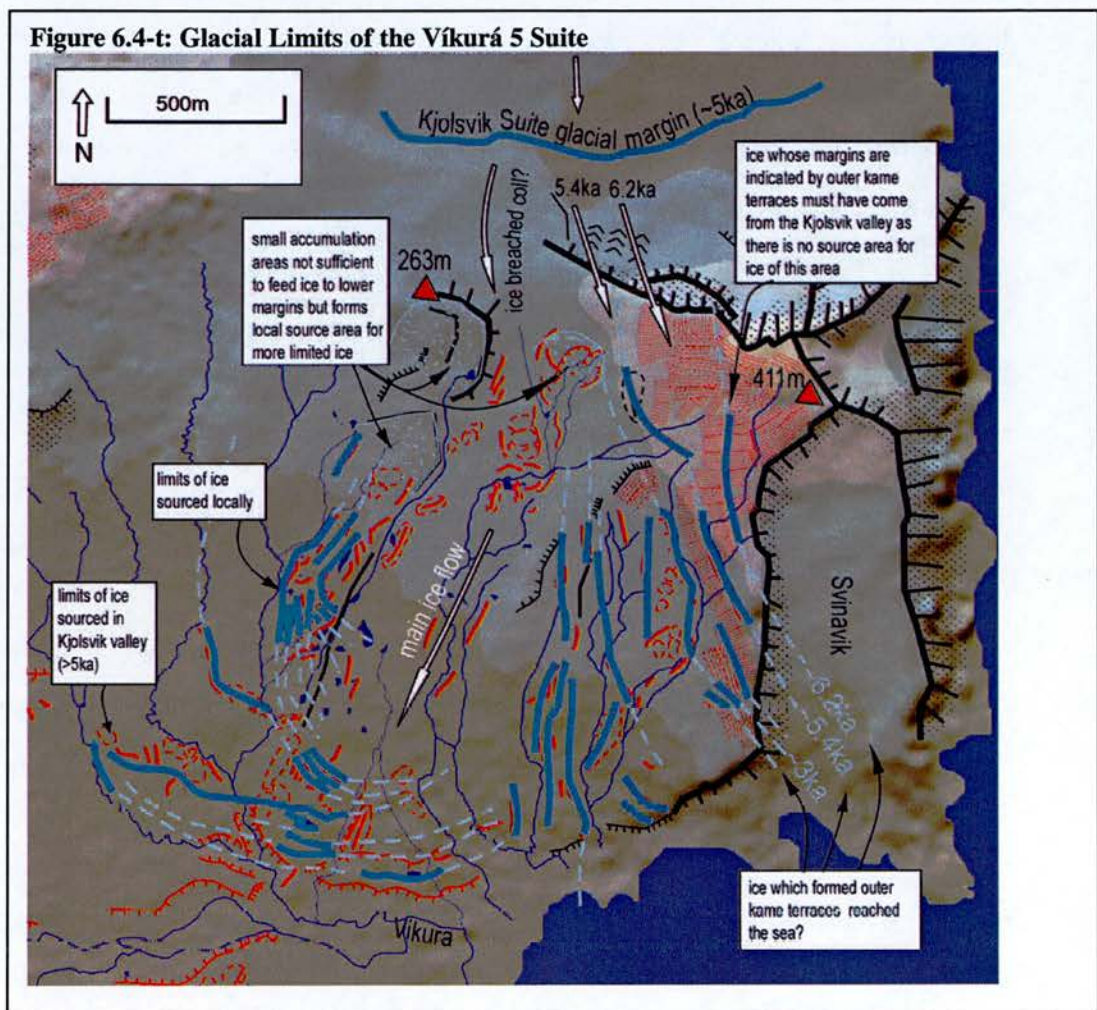 Figure 6.4-t: Glacial Limits of the Víkurá 5 Suite
500m
N
Kjolsvik Suite glacial margin (~5ka)
ice breached coll?
5.4ka 6.2ka
ice whose margins are
indicated by outer kame
terraces must have come
from the Kjolsvik valley as
there is no source area for
ice of this area
small accumulation
areas not sufficient
to feed ice to lower
margins but forms
local source area for
more limited ice
263m
411m
limits of ice
sourced locally
main ice flow
Svinavik
limits of ice
sourced in
Kjolsvik valley
(>5ka)
6.2ka
5.4ka
3ka
ice which formed outer
kame terraces reached
the sea?
Vikura